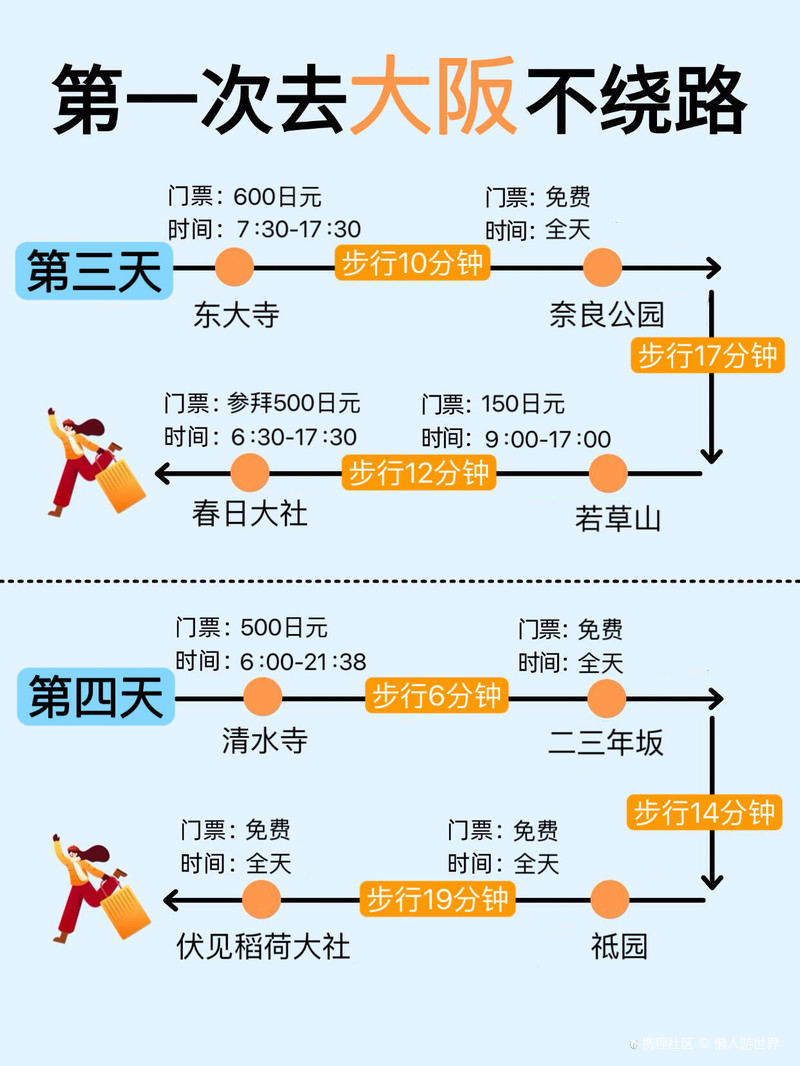 第一次去大阪不绕路
门票：600日元
时间：7:30-17:30
门票：免费
时间：全天
第三天
步行10分钟
东大寺
奈良公园
步行17分钟
门票：参拜500日元
时间：6:30-17:30
门票：150日元
时间：9:00-17:00
步行12分钟
春日大社
若草山
门票：500日元
时间：6:00-21:38
门票：免费
时间：全天
第四天
步行6分钟
清水寺
二三年坂
步行14分钟
门票：免费
时间：全天
门票：免费
时间：全天
步行19分钟
伏见稻荷大社
祗园
携程社区 © 懒人游世界